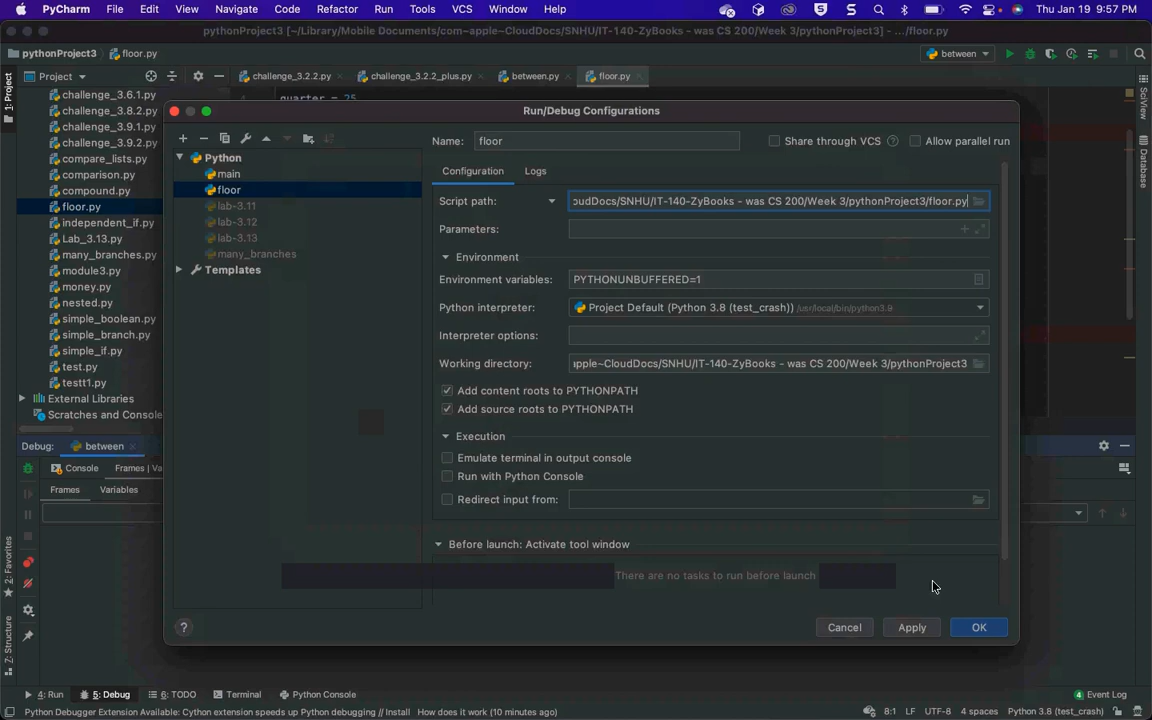 PyCharm File Edit View Navigate Code Refactor Run Tools VCS Window Help Thu Jan 19 9:57 PM
pythonProject3 [~/Library/Mobile Documents/com~apple~CloudDocs/SNHU/IT-140-ZyBooks - was CS 200/Week 3/pythonProject3] - .../floor.py
pythonProject3 floor.py between
1: Project
Project
challenge_3.2.2.py challenge_3.2.2_plus.py between.py floor.py
quarter = 25
challenge_3.6.1.py
challenge_3.8.2.py
challenge_3.9.1.py
challenge_3.9.2.py
compare_lists.py
comparison.py
compound.py
floor.py
independent_if.py
Lab_3.13.py
many_branches.py
module3.py
money.py
nested.py
simple_boolean.py
simple_branch.py
simple_if.py
test.py
testt1.py
External Libraries
Scratches and Console
Run/Debug Configurations
Python
main
floor
lab-3.11
lab-3.12
lab-3.13
many_branches
Templates
Name: floor
Share through VCS ? Allow parallel run
Configuration Logs
Script path: oudDocs/SNHU/IT-140-ZyBooks - was CS 200/Week 3/pythonProject3/floor.py
Parameters:
Environment
Environment variables: PYTHONUNBUFFERED=1
Python interpreter: Project Default (Python 3.8 (test_crash)) /usr/local/bin/python3.9
Interpreter options:
Working directory: apple~CloudDocs/SNHU/IT-140-ZyBooks - was CS 200/Week 3/pythonProject3
Add content roots to PYTHONPATH
Add source roots to PYTHONPATH
Execution
Emulate terminal in output console
Run with Python Console
Redirect input from:
Before launch: Activate tool window
There are no tasks to run before launch
?
Cancel Apply OK
SciView
Database
Debug: between
Console Frames | Va
Frames Variables
2: Favorites
Z: Structure
4: Run 5: Debug 6: TODO Terminal Python Console 4 Event Log
Python Debugger Extension Available: Cython extension speeds up Python debugging // Install How does it work (10 minutes ago) 8:1 LF UTF-8 4 spaces Python 3.8 (test_crash)